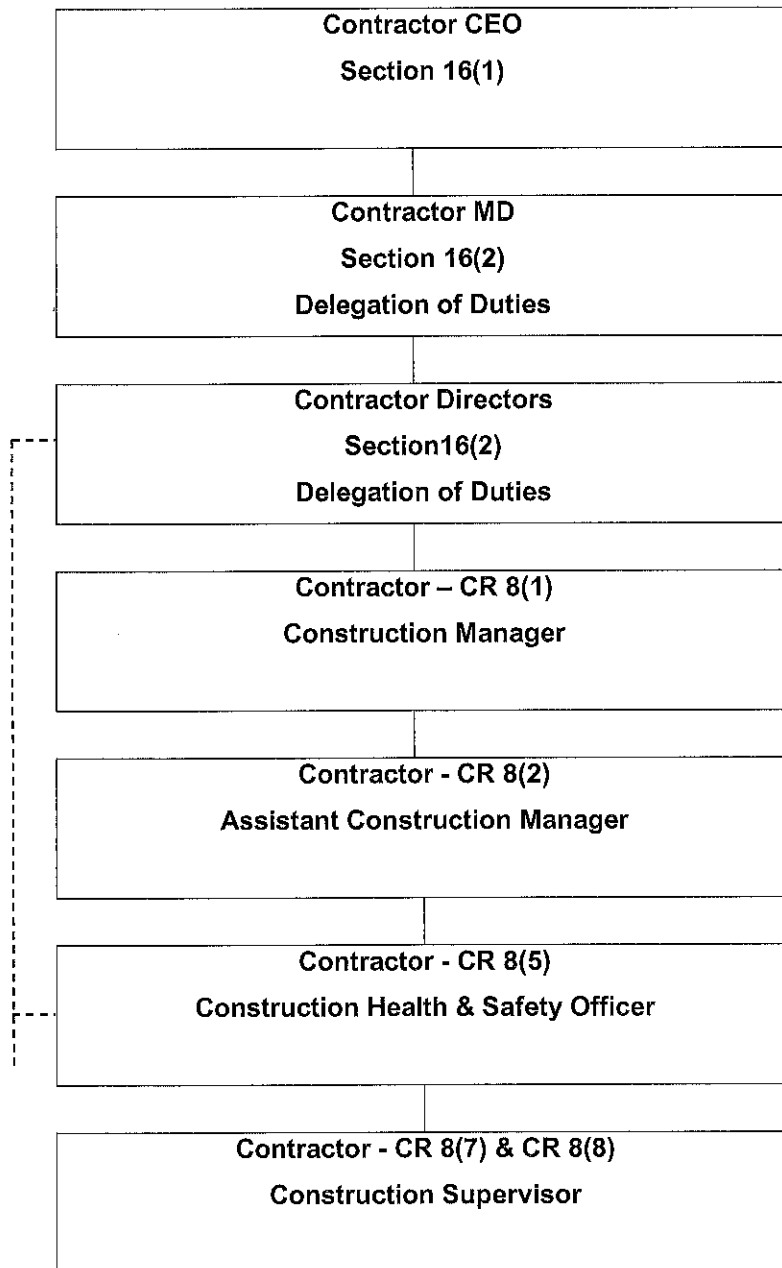 Contractor CEO
Section 16(1)
Contractor MD
Section 16(2)
Delegation of Duties
Contractor Directors
Section16(2)
Delegation of Duties
Contractor – CR 8(1)
Construction Manager
Contractor - CR 8(2)
Assistant Construction Manager
Contractor - CR 8(5)
Construction Health & Safety Officer
Contractor - CR 8(7) & CR 8(8)
Construction Supervisor